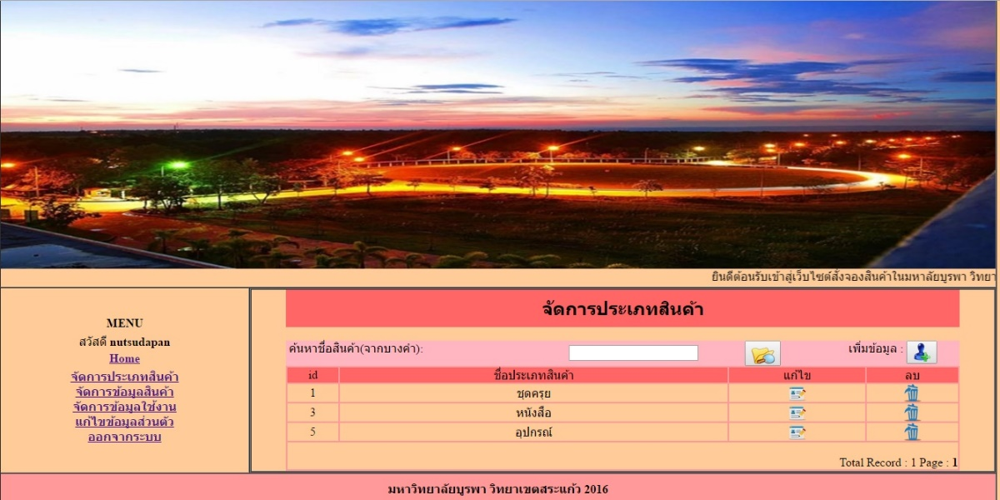 ยินดีต้อนรับเข้าสู่เว็บไซต์สั่งจองสินค้าในมหาลัยบูรพา วิทยา
MENU
สวัสดี nutsudapan
Home
จัดการประเภทสินค้า
จัดการข้อมูลสินค้า
จัดการข้อมูลใช้งาน
แก้ไขข้อมูลส่วนตัว
ออกจากระบบ
จัดการประเภทสินค้า
ค้นหาชื่อสินค้า(จากบางคำ): เพิ่มข้อมูล :
id ชื่อประเภทสินค้า แก้ไข ลบ
1 ชุดครุย
3 หนังสือ
5 อุปกรณ์
Total Record : 1 Page : 1
มหาวิทยาลัยบูรพา วิทยาเขตสระแก้ว 2016